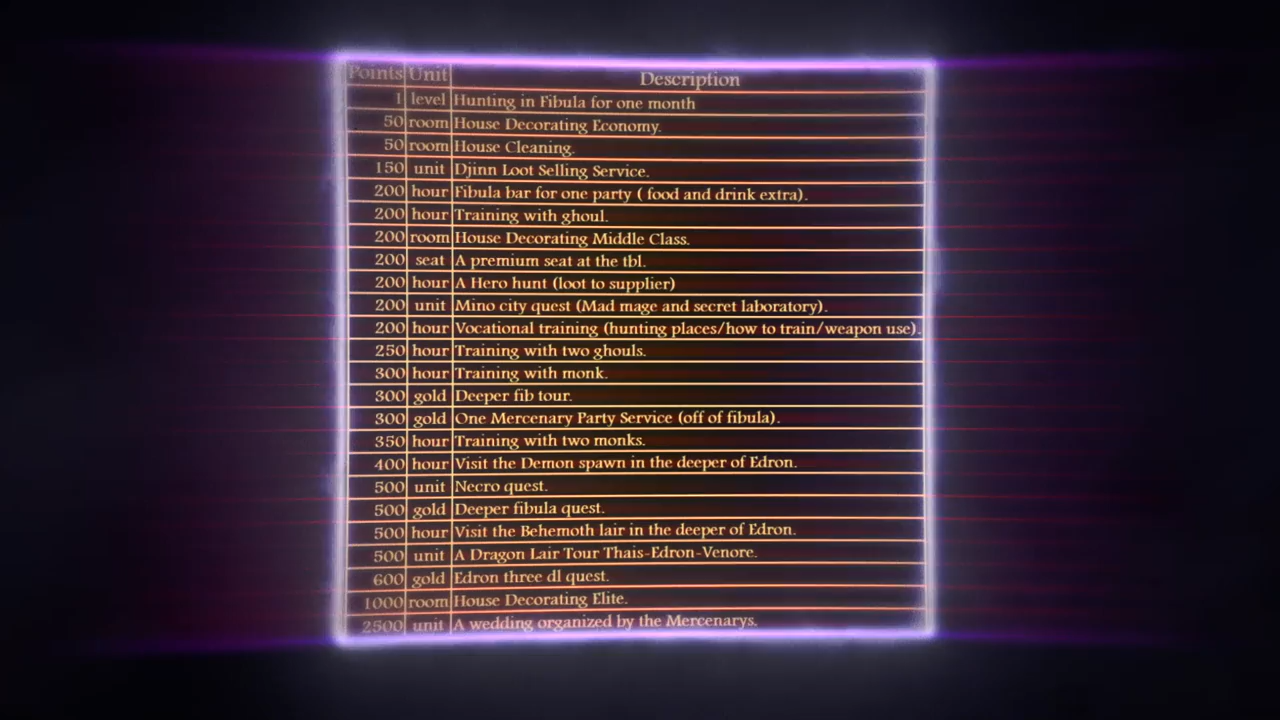 Points Unit Description
1 level Hunting in Fibula for one month
50 room House Decorating Economy.
50 room House Cleaning.
150 unit Djinn Loot Selling Service.
200 hour Fibula bar for one party ( food and drink extra).
200 hour Training with ghoul.
200 room House Decorating Middle Class.
200 seat A premium seat at the tbl.
200 hour A Hero hunt (loot to supplier)
200 unit Mino city quest (Mad mage and secret laboratory).
200 hour Vocational training (hunting places/how to train/weapon use).
250 hour Training with two ghouls.
300 hour Training with monk.
300 gold Deeper fib tour.
300 gold One Mercenary Party Service (off of fibula).
350 hour Training with two monks.
400 hour Visit the Demon spawn in the deeper of Edron.
500 unit Necro quest.
500 gold Deeper fibula quest.
500 hour Visit the Behemoth lair in the deeper of Edron.
500 unit A Dragon Lair Tour Thais-Edron-Venore.
600 gold Edron three dl quest.
1000 room House Decorating Elite.
2500 unit A wedding organized by the Mercenarys.